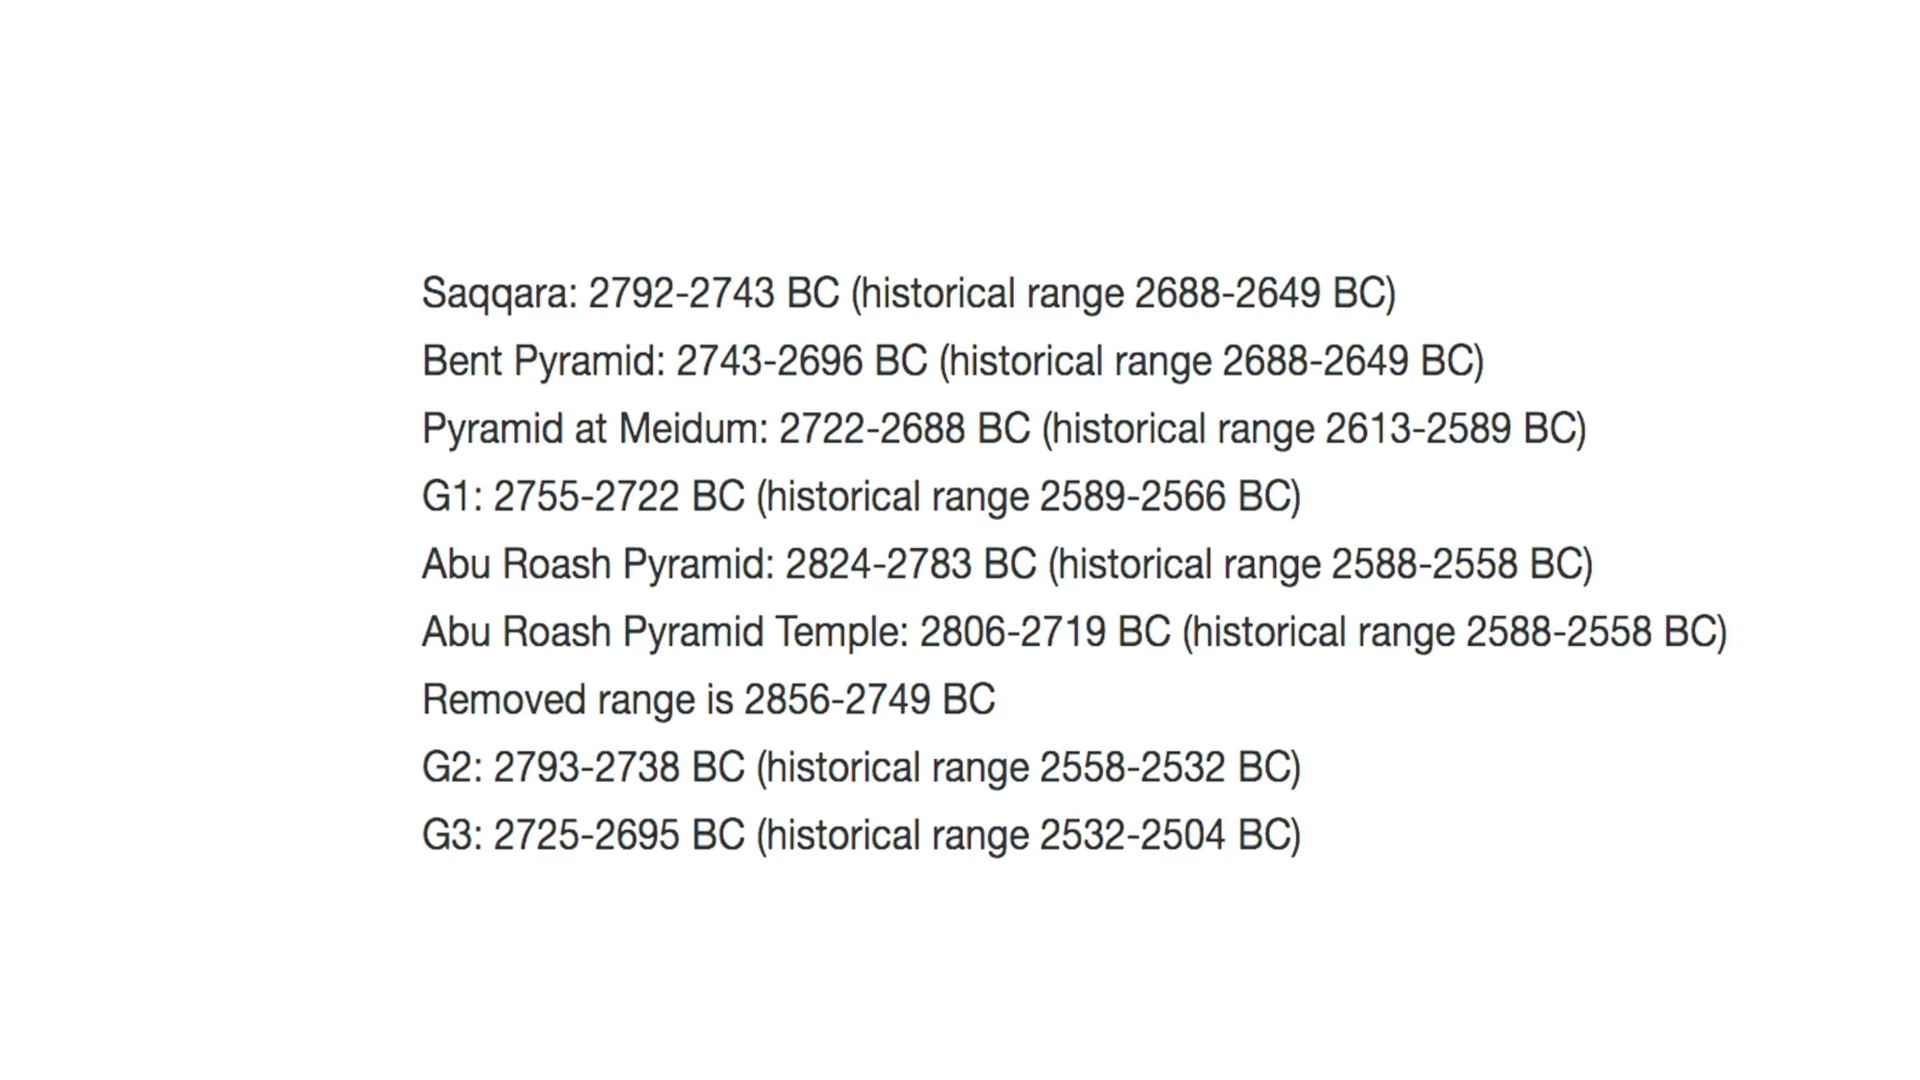 Saqqara: 2792-2743 BC (historical range 2688-2649 BC)
Bent Pyramid: 2743-2696 BC (historical range 2688-2649 BC)
Pyramid at Meidum: 2722-2688 BC (historical range 2613-2589 BC)
G1: 2755-2722 BC (historical range 2589-2566 BC)
Abu Roash Pyramid: 2824-2783 BC (historical range 2588-2558 BC)
Abu Roash Pyramid Temple: 2806-2719 BC (historical range 2588-2558 BC)
Removed range is 2856-2749 BC
G2: 2793-2738 BC (historical range 2558-2532 BC)
G3: 2725-2695 BC (historical range 2532-2504 BC)